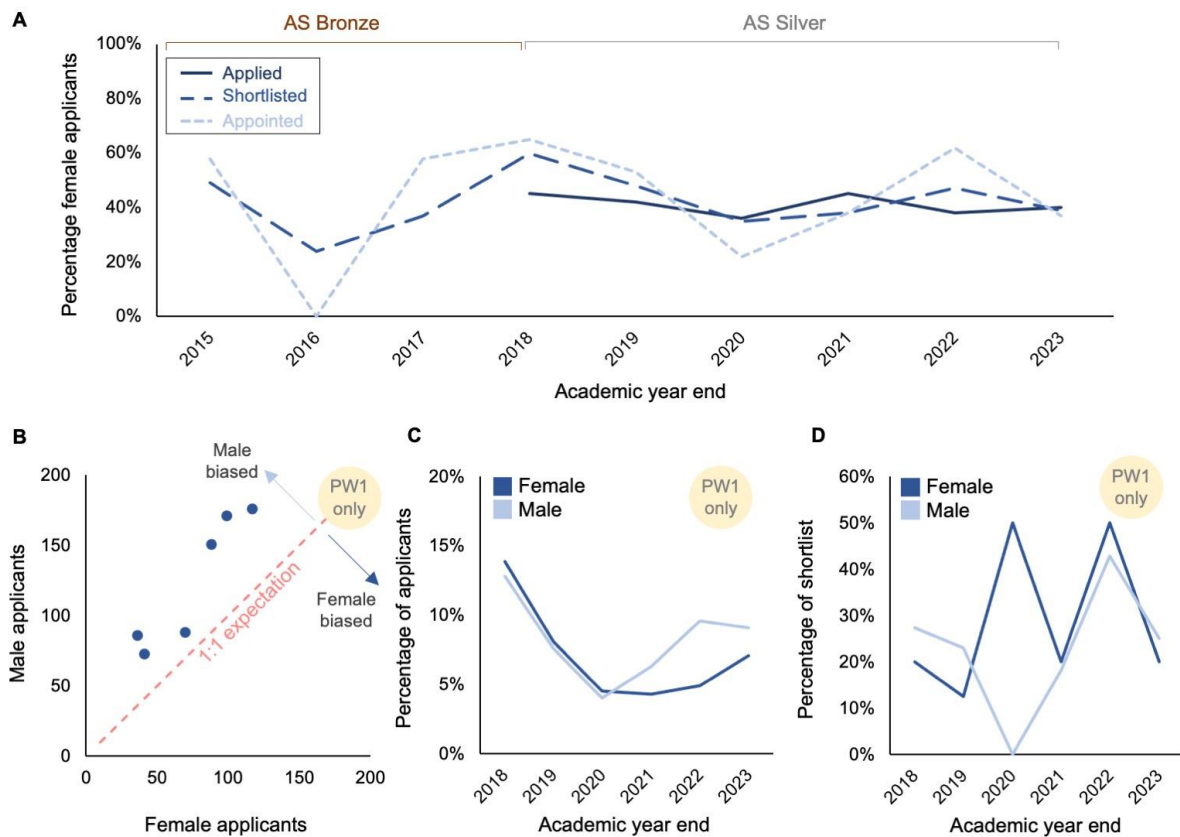 A
AS Bronze
AS Silver
100%
80%
60%
40%
20%
0%
Percentage female applicants
Applied
Shortlisted
Appointed
2015
2016
2017
2018
2019
2020
2021
2022
2023
Academic year end
B
Male
biased
PW1
only
200
150
100
50
0
Male applicants
1:1 expectation
Female
biased
0
50
100
150
200
Female applicants
C
20%
15%
10%
5%
0%
Percentage of applicants
Female
Male
PW1
only
2018
2019
2020
2021
2022
2023
Academic year end
D
60%
50%
40%
30%
20%
10%
0%
Percentage of shortlist
Female
Male
PW1
only
2018
2019
2020
2021
2022
2023
Academic year end